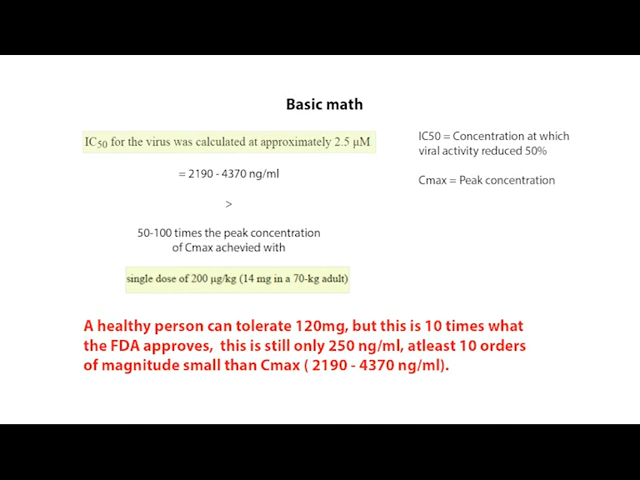 Basic math
IC50 for the virus was calculated at approximately 2.5 µM
= 2190 - 4370 ng/ml
>
50-100 times the peak concentration
of Cmax achevied with
single dose of 200 µg/kg (14 mg in a 70-kg adult)
IC50 = Concentration at which
viral activity reduced 50%
Cmax = Peak concentration
A healthy person can tolerate 120mg, but this is 10 times what
the FDA approves, this is still only 250 ng/ml, atleast 10 orders
of magnitude small than Cmax ( 2190 - 4370 ng/ml).